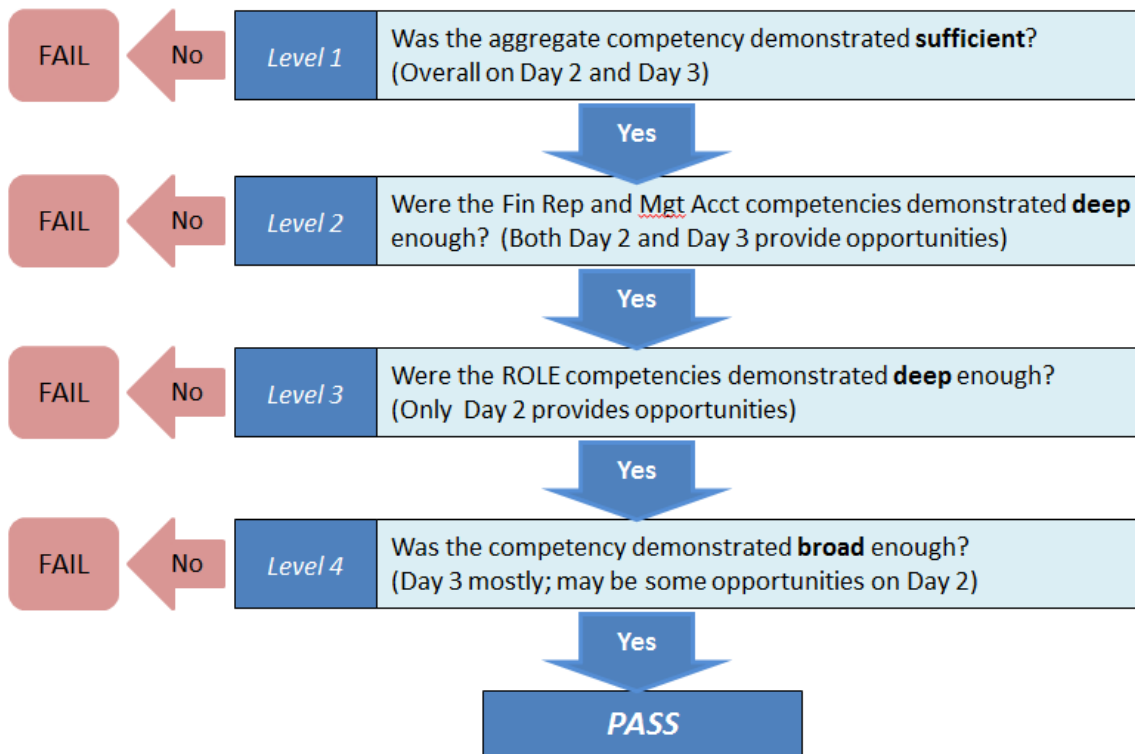 FAIL
No
Level 1
Was the aggregate competency demonstrated sufficient?
(Overall on Day 2 and Day 3)
Yes
FAIL
No
Level 2
Were the Fin Rep and Mgt Acct competencies demonstrated deep
enough? (Both Day 2 and Day 3 provide opportunities)
Yes
FAIL
No
Level 3
Were the ROLE competencies demonstrated deep enough?
(Only Day 2 provides opportunities)
Yes
FAIL
No
Level 4
Was the competency demonstrated broad enough?
(Day 3 mostly; may be some opportunities on Day 2)
Yes
PASS